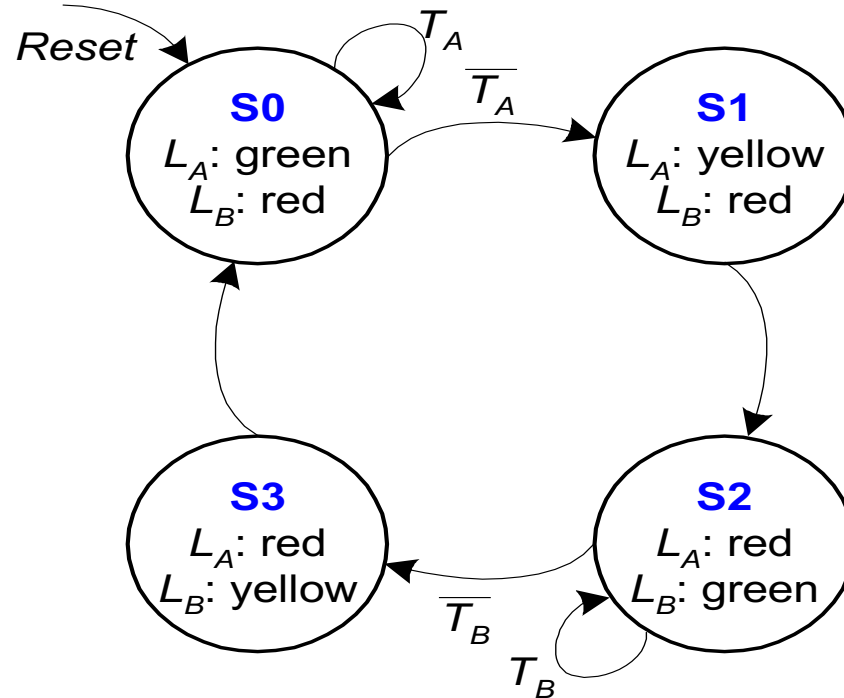 Reset
T_A
T̅_A̅
S0
L_A: green
L_B: red
S1
L_A: yellow
L_B: red
S3
L_A: red
L_B: yellow
S2
L_A: red
L_B: green
T̅_B̅
T_B